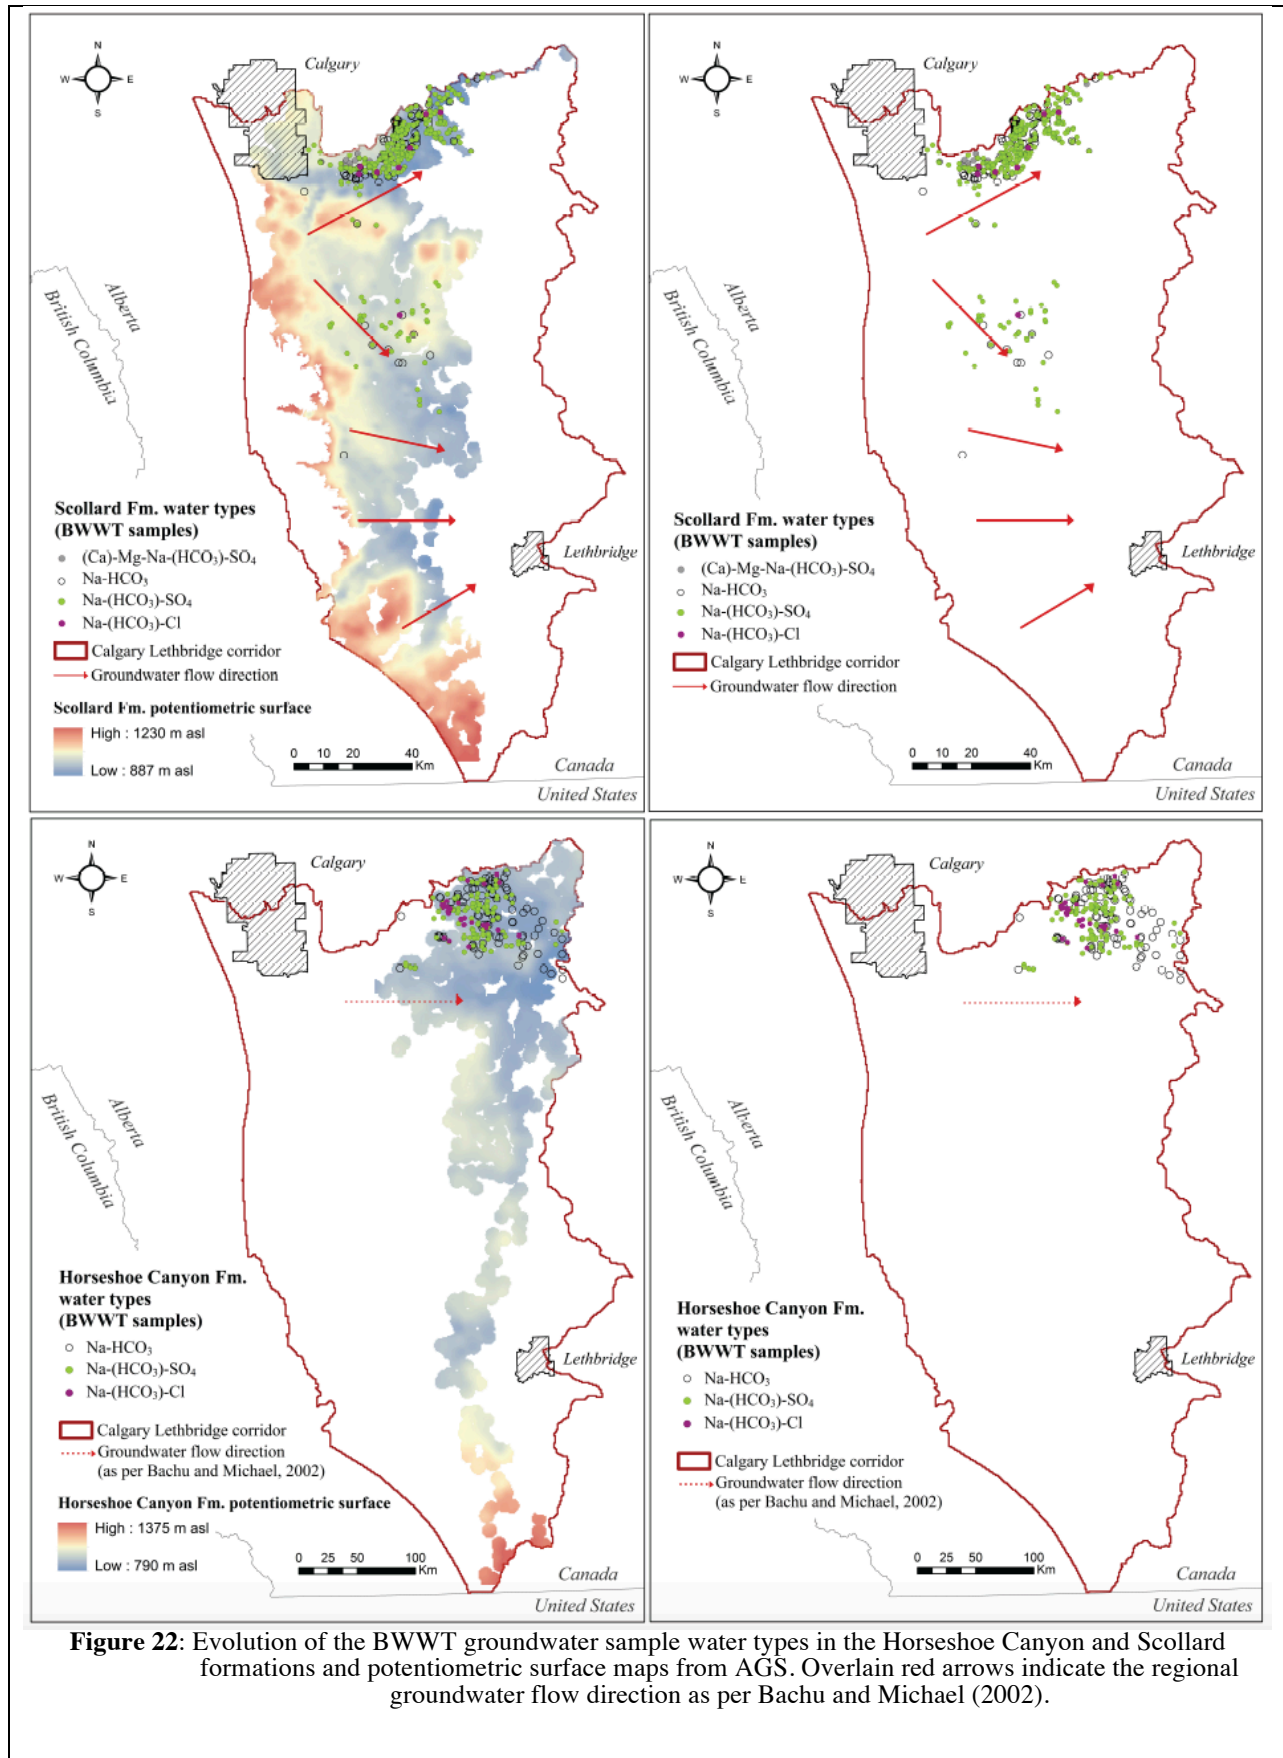 N
W E
S
Calgary
Alberta
British Columbia
Scollard Fm. water types
(BWWT samples)
(Ca)-Mg-Na-(HCO₃)-SO₄
Na-HCO₃
Na-(HCO₃)-SO₄
Na-(HCO₃)-Cl
Calgary Lethbridge corridor
Groundwater flow direction
Scollard Fm. potentiometric surface
High : 1230 m asl
Low : 887 m asl
Lethbridge
0 10 20 40
Km
Canada
United States
N
W E
S
Calgary
Alberta
British Columbia
Scollard Fm. water types
(BWWT samples)
(Ca)-Mg-Na-(HCO₃)-SO₄
Na-HCO₃
Na-(HCO₃)-SO₄
Na-(HCO₃)-Cl
Calgary Lethbridge corridor
Groundwater flow direction
Lethbridge
0 10 20 40
Km
Canada
United States
N
W E
S
Calgary
Alberta
British Columbia
Horseshoe Canyon Fm.
water types
(BWWT samples)
Na-HCO₃
Na-(HCO₃)-SO₄
Na-(HCO₃)-Cl
Calgary Lethbridge corridor
Groundwater flow direction
(as per Bachu and Michael, 2002)
Horseshoe Canyon Fm. potentiometric surface
High : 1375 m asl
Low : 790 m asl
Lethbridge
0 25 50 100
Km
Canada
United States
N
W E
S
Calgary
Alberta
British Columbia
Horseshoe Canyon Fm.
water types
(BWWT samples)
Na-HCO₃
Na-(HCO₃)-SO₄
Na-(HCO₃)-Cl
Calgary Lethbridge corridor
Groundwater flow direction
(as per Bachu and Michael, 2002)
Lethbridge
0 25 50 100
Km
Canada
United States
Figure 22: Evolution of the BWWT groundwater sample water types in the Horseshoe Canyon and Scollard
formations and potentiometric surface maps from AGS. Overlain red arrows indicate the regional
groundwater flow direction as per Bachu and Michael (2002).